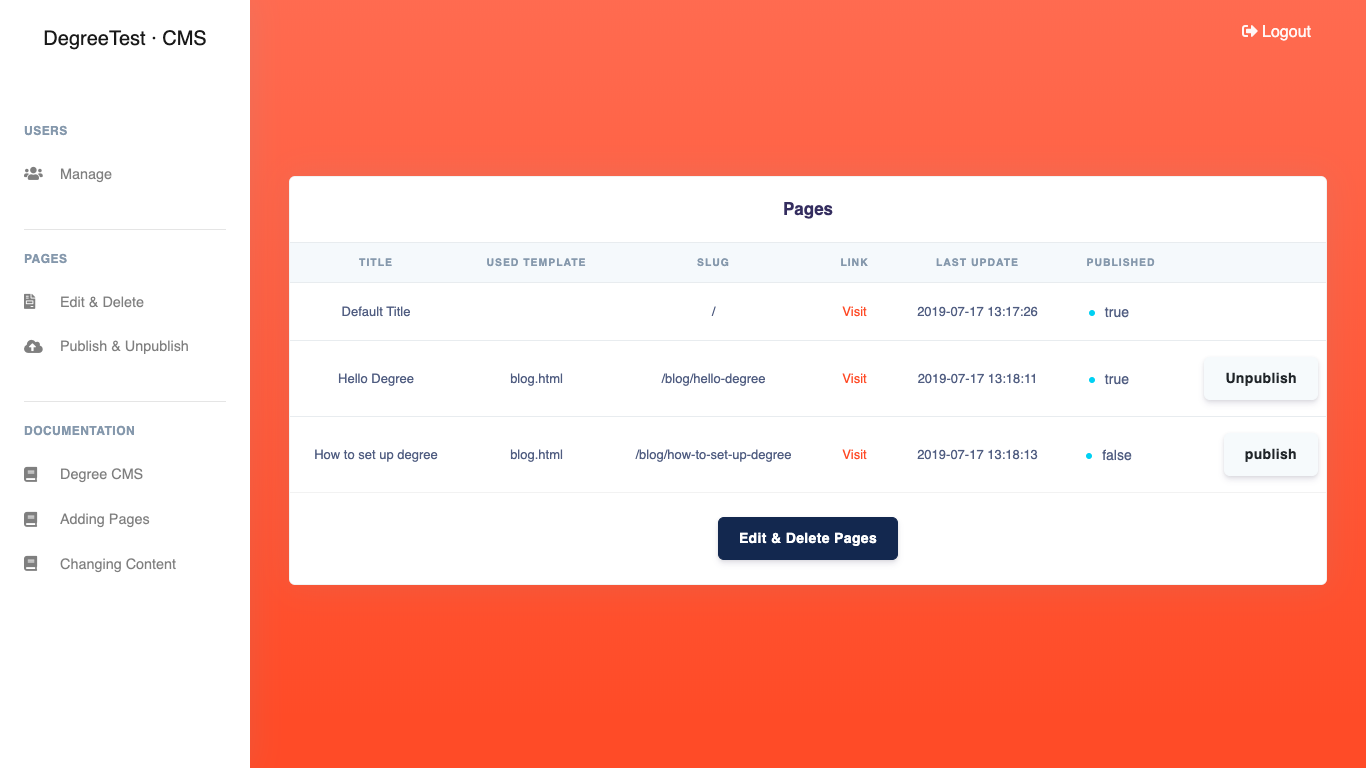 DegreeTest · CMS
Logout
USERS
Manage
PAGES
Edit & Delete
Publish & Unpublish
DOCUMENTATION
Degree CMS
Adding Pages
Changing Content
Pages
TITLE USED TEMPLATE SLUG LINK LAST UPDATE PUBLISHED
Default Title / Visit 2019-07-17 13:17:26 true
Hello Degree blog.html /blog/hello-degree Visit 2019-07-17 13:18:11 true Unpublish
How to set up degree blog.html /blog/how-to-set-up-degree Visit 2019-07-17 13:18:13 false publish
Edit & Delete Pages